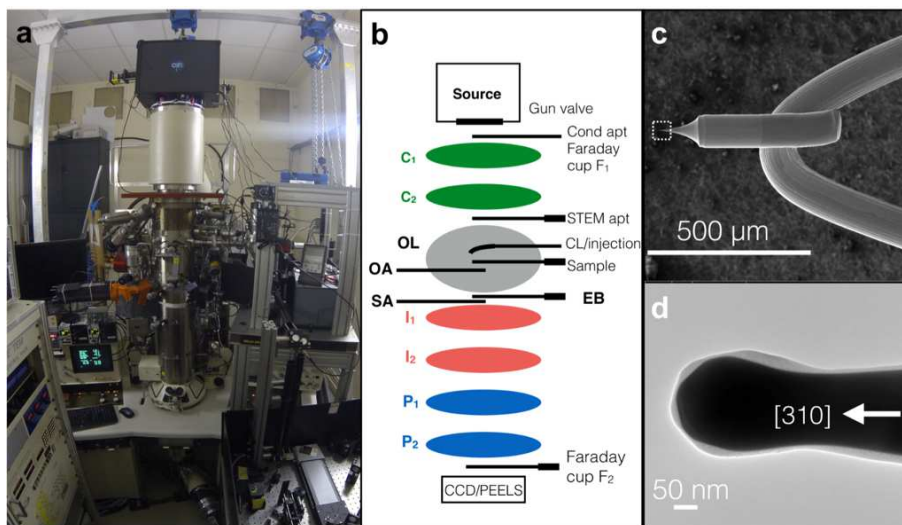 a
b
Source
Gun valve
Cond apt
Faraday
cup F₁
C₁
C₂
STEM apt
OL
CL/injection
OA
Sample
SA
EB
I₁
I₂
P₁
P₂
Faraday
cup F₂
CCD/PEELS
c
500 µm
d
[310]
50 nm